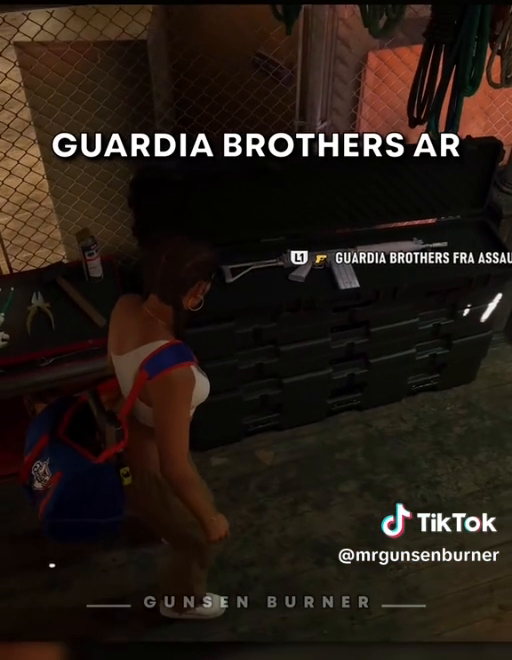 GUARDIA BROTHERS AR
L1 GUARDIA BROTHERS FRA ASSAU
TikTok
@mrgunsenburner
GUNSEN BURNER